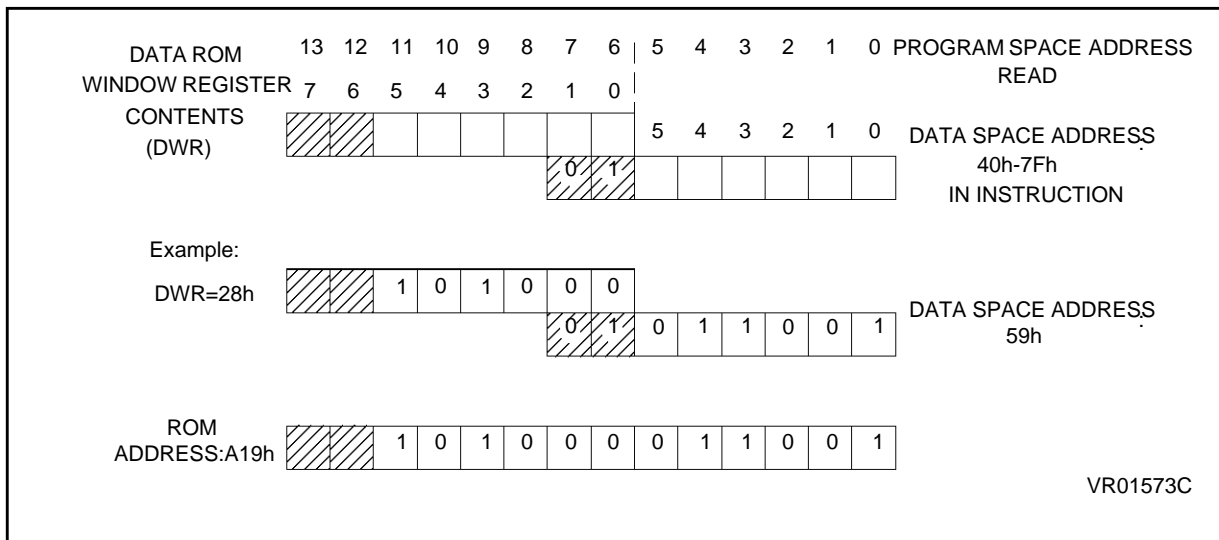 DATA ROM
WINDOW REGISTER
CONTENTS
(DWR)
13 12 11 10 9 8 7 6 5 4 3 2 1 0
PROGRAM SPACE ADDRESS
READ
7 6 5 4 3 2 1 0
5 4 3 2 1 0
DATA SPACE ADDRESS :
40h-7Fh
IN INSTRUCTION
0 1
Example:
DWR=28h
1 0 1 0 0 0
0 1 0 1 1 0 0 1
DATA SPACE ADDRESS :
59h
ROM
ADDRESS:A19h
1 0 1 0 0 0 0 1 1 0 0 1
VR01573C